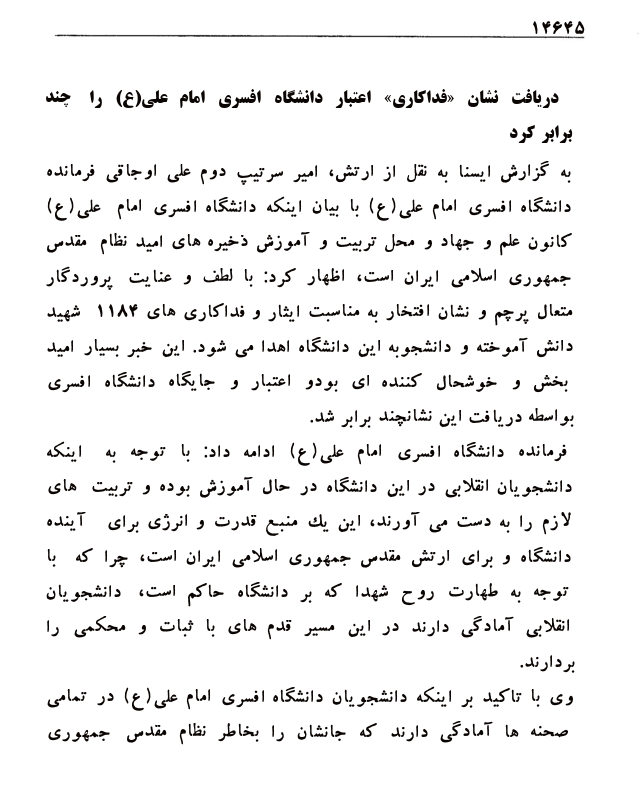 ۱۴۶۴۵
دریافت نشان «فداکاری» اعتبار دانشگاه افسری امام علی(ع) را چند
برابر کرد
به گزارش ایسنا به نقل از ارتش، امیر سرتیپ دوم علی اوجاقی فرمانده
دانشگاه افسری امام علی(ع) با بیان اینکه دانشگاه افسری امام علی(ع)
کانون علم و جهاد و محل تربیت و آموزش ذخیره های امید نظام مقدس
جمهوری اسلامی ایران است، اظهار کرد: با لطف و عنایت پروردگار
متعال پرچم و نشان افتخار به مناسبت ایثار و فداکاری های ۱۱۸۴ شهید
دانش آموخته و دانشجوبه این دانشگاه اهدا می شود. این خبر بسیار امید
بخش و خوشحال کننده ای بودو اعتبار و جایگاه دانشگاه افسری
بواسطه دریافت این نشانچند برابر شد.
فرمانده دانشگاه افسری امام علی(ع) ادامه داد: با توجه به اینکه
دانشجویان انقلابی در این دانشگاه در حال آموزش بوده و تربیت های
لازم را به دست می آورند، این یك منبع قدرت و انرژی برای آینده
دانشگاه و برای ارتش مقدس جمهوری اسلامی ایران است، چرا که با
توجه به طهارت روح شهدا که بر دانشگاه حاکم است، دانشجویان
انقلابی آمادگی دارند در این مسیر قدم های با ثبات و محکمی را
بردارند.
وی با تاکید بر اینکه دانشجویان دانشگاه افسری امام علی(ع) در تمامی
صحنه ها آمادگی دارند که جانشان را بخاطر نظام مقدس جمهوری